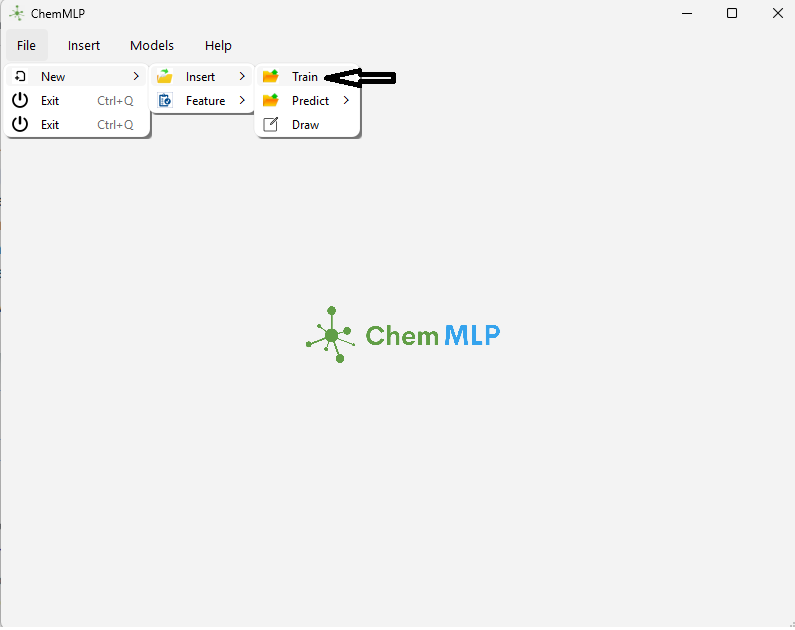 ChemMLP
File Insert Models Help
New Insert Train
Exit Ctrl+Q Feature Predict
Exit Ctrl+Q Draw
Chem MLP